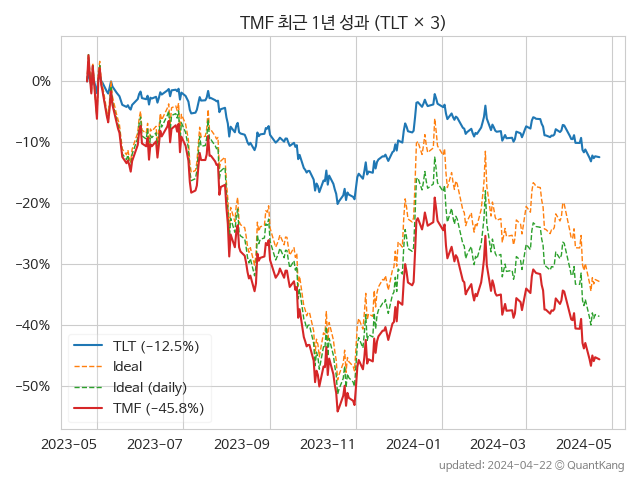 TMF 최근 1년 성과 (TLT × 3)
0%
−10%
−20%
−30%
−40%
−50%
TLT (−12.5%)
Ideal
Ideal (daily)
TMF (−45.8%)
2023−05
2023−07
2023−09
2023−11
2024−01
2024−03
2024−05
updated: 2024-04-22 © QuantKang